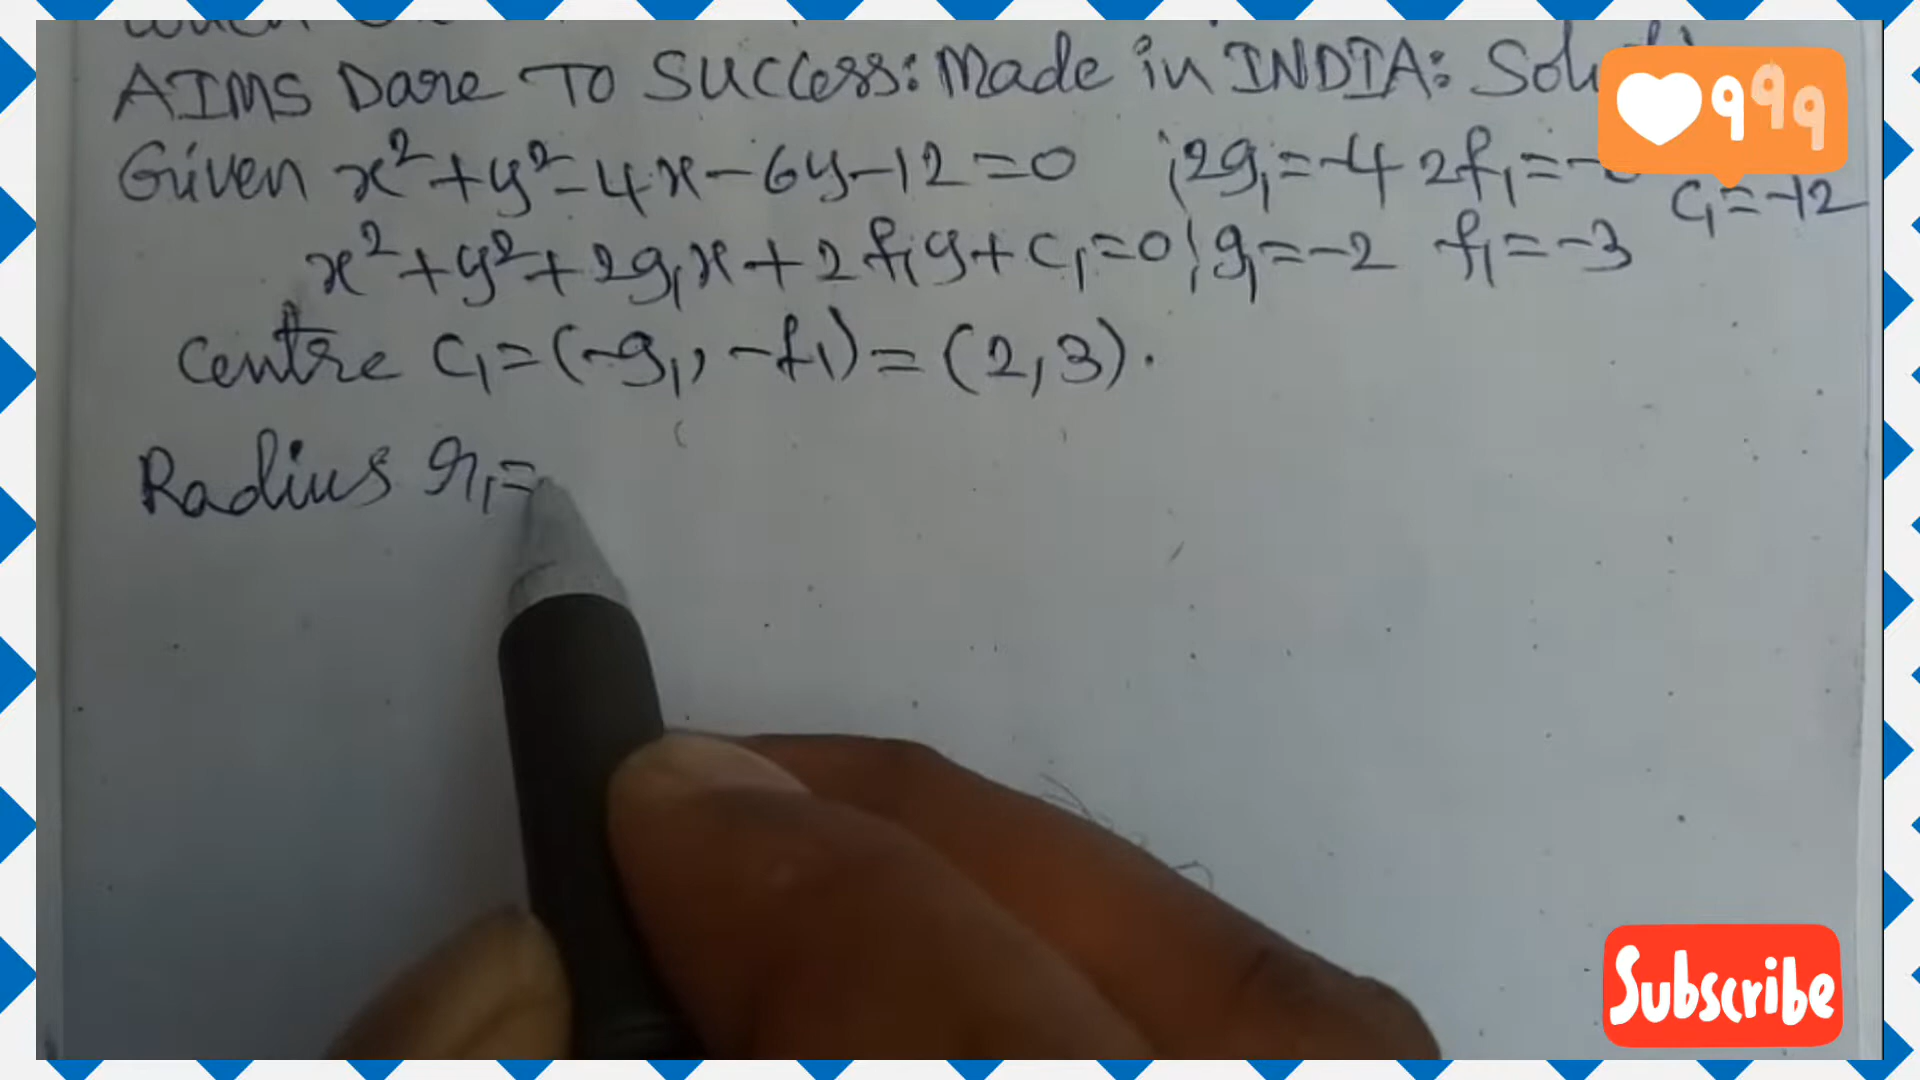 AIMS Dare To Success: Made in INDIA:
Given x²+y²-4x-6y-12=0 ; 2g₁=-4 2f₁=- c₁=-12
x²+y²+2g₁x+2f₁y+c₁=0 ; g₁=-2 f₁=-3
Centre C₁=(-g₁, -f₁)=(2,3).
Radius r₁=
999
Subscribe